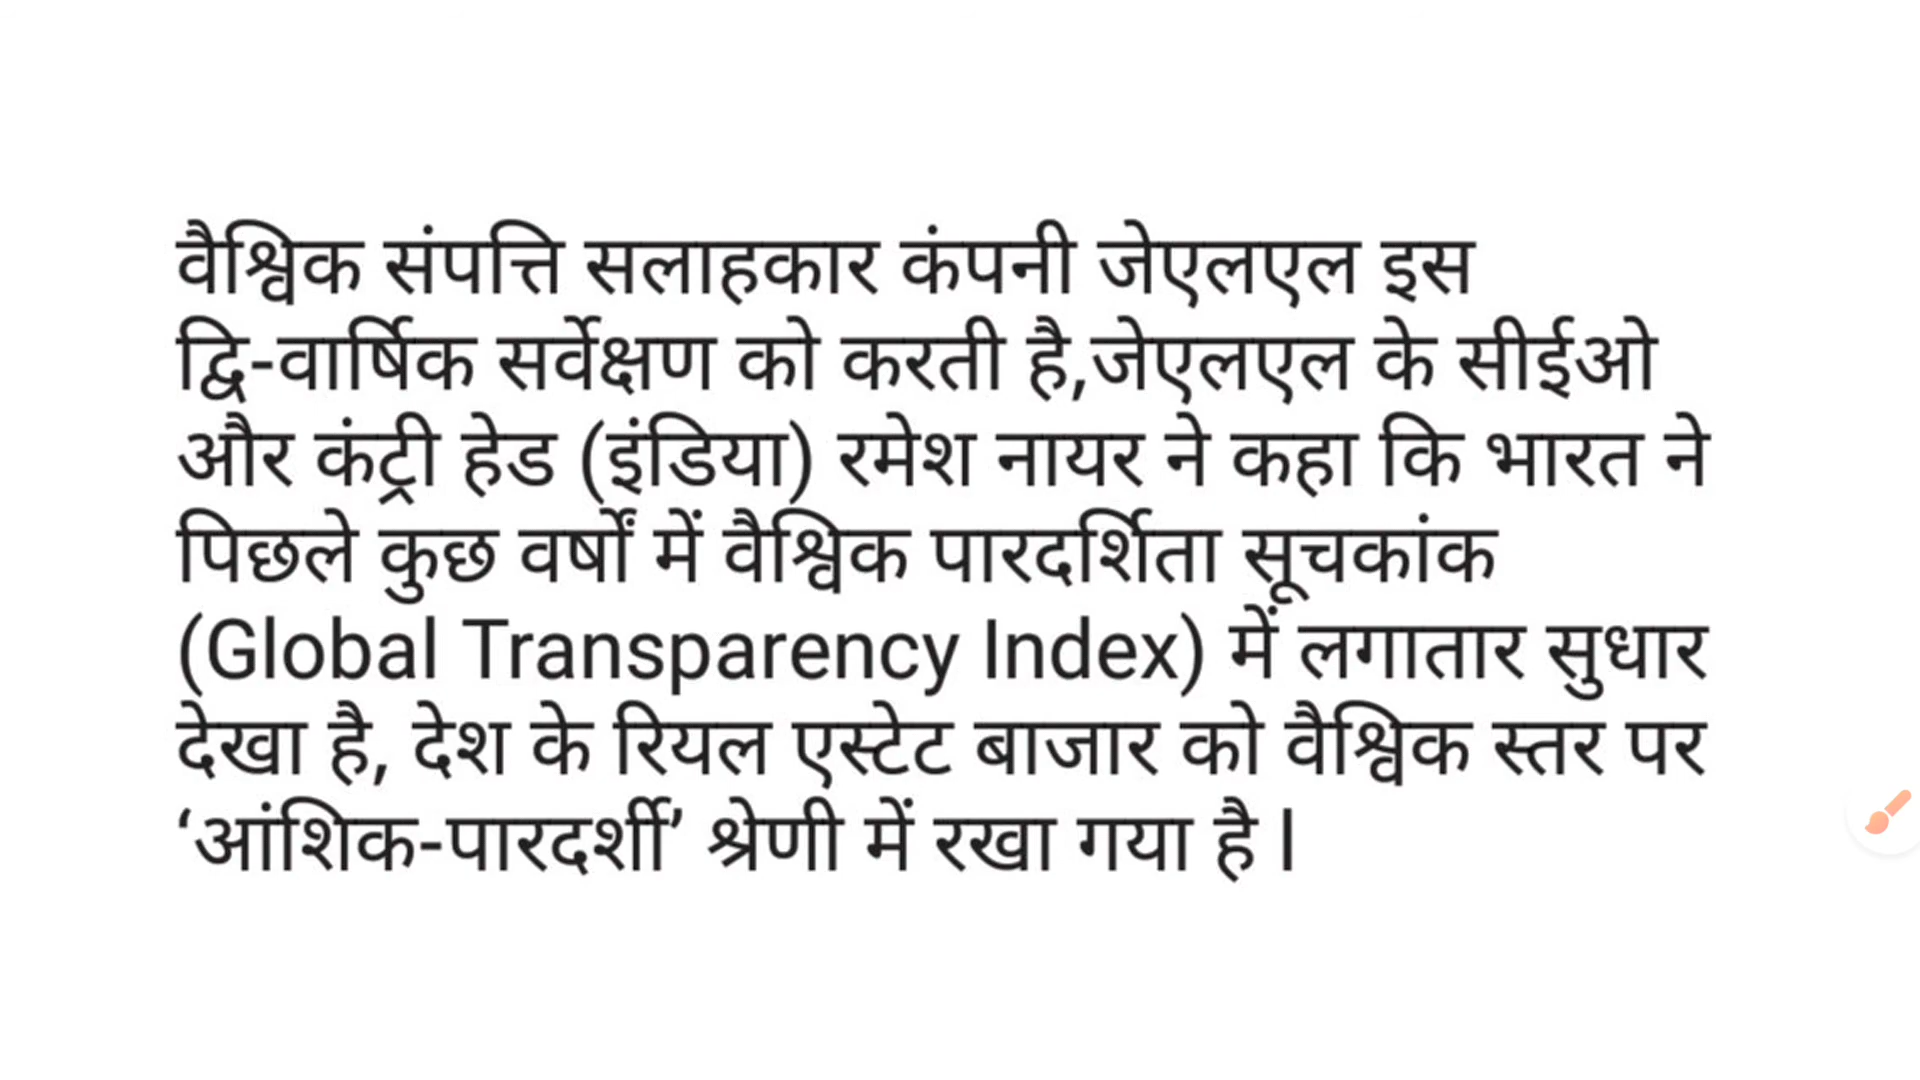 वैश्विक संपत्ति सलाहकार कंपनी जेएलएल इस
द्वि-वार्षिक सर्वेक्षण को करती है,जेएलएल के सीईओ
और कंट्री हेड (इंडिया) रमेश नायर ने कहा कि भारत ने
पिछले कुछ वर्षों में वैश्विक पारदर्शिता सूचकांक
(Global Transparency Index) में लगातार सुधार
देखा है, देश के रियल एस्टेट बाजार को वैश्विक स्तर पर
‘आंशिक-पारदर्शी’ श्रेणी में रखा गया है l